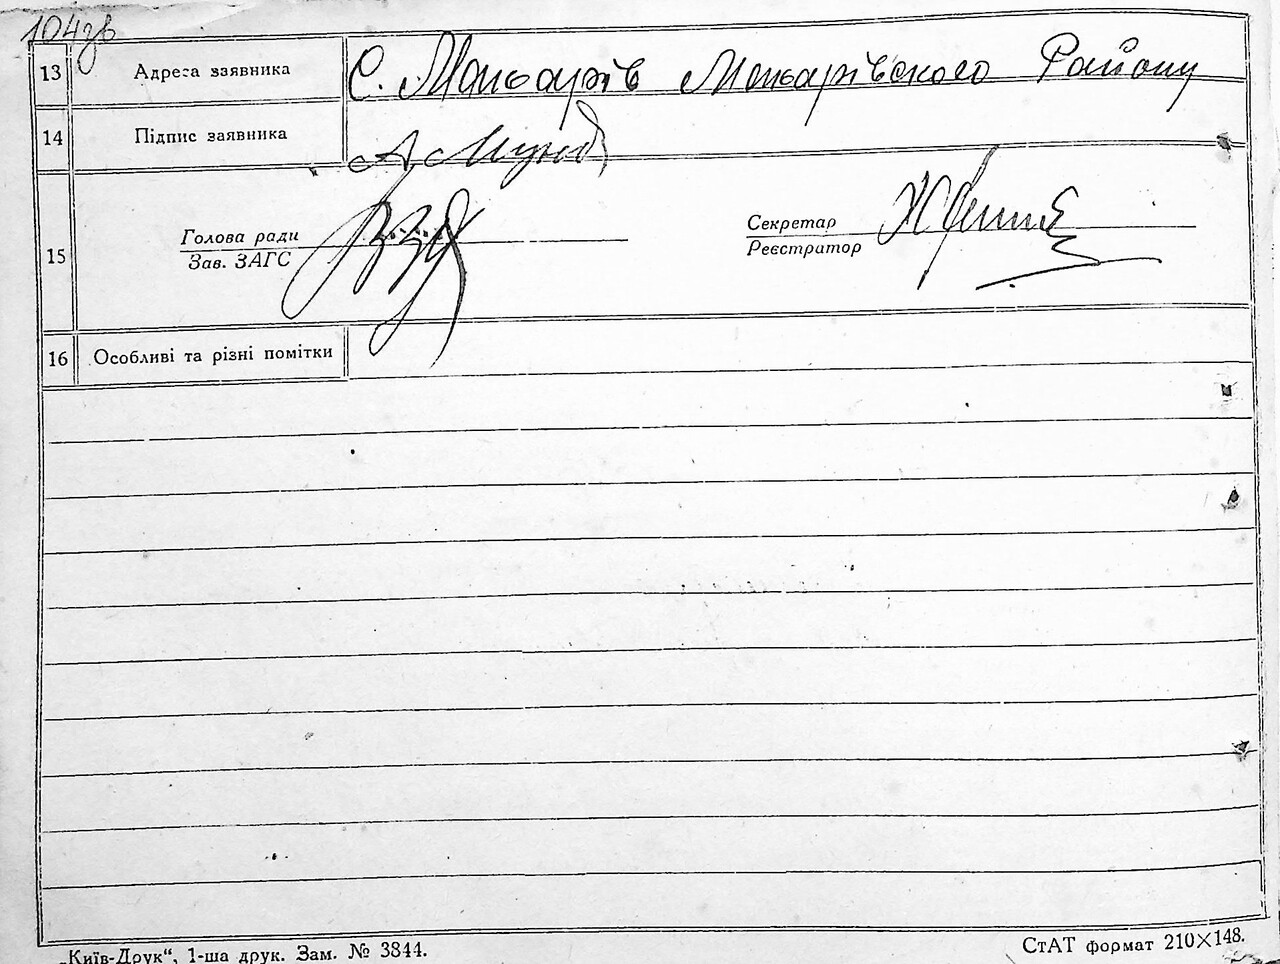 104зв
13 Адреса заявника С. Макарів Макарівського Району
14 Підпис заявника
15 Голова ради Секретар
Зав. ЗАГС Реєстратор
16 Особливі та різні помітки
„Київ-Друк“, 1-ша друк. Зам. № 3844. СтАТ формат 210×148.